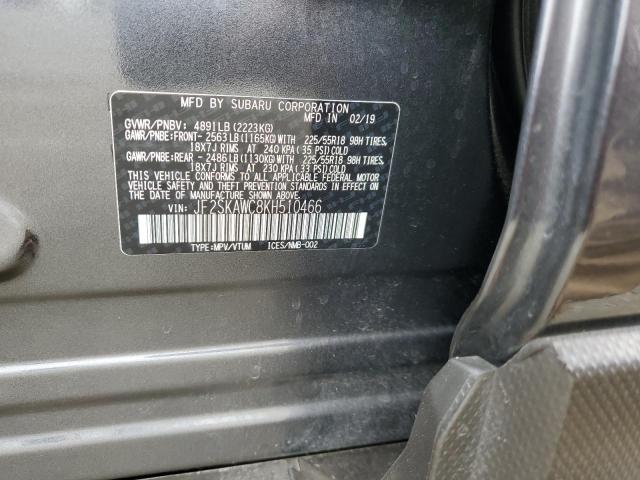 MFD BY SUBARU CORPORATION
GVWR/PNBV: 4891LB (2223KG) MFD IN 02/19
GAWR/PNBE:FRONT- 2563LB(1165KG)WITH 225/55R18 98H TIRES,
18X7J RIMS AT 240 KPA(35 PSI)COLD
GAWR/PNBE:REAR - 2486LB(1130KG)WITH 225/55R18 98H TIRES,
18X7J RIMS AT 230 KPA(33 PSI)COLD
THIS VEHICLE CONFORMS TO ALL APPLICABLE FEDERAL MOTOR VEHICLE
SAFETY AND THEFT PREVENTION STANDARDS IN EFFECT ON
THE DATE OF MANUFACTURE SHOWN ABOVE.
VIN: JF2SKAWC8KH510466
TYPE:MPV/VTUM ICES/NMB-002